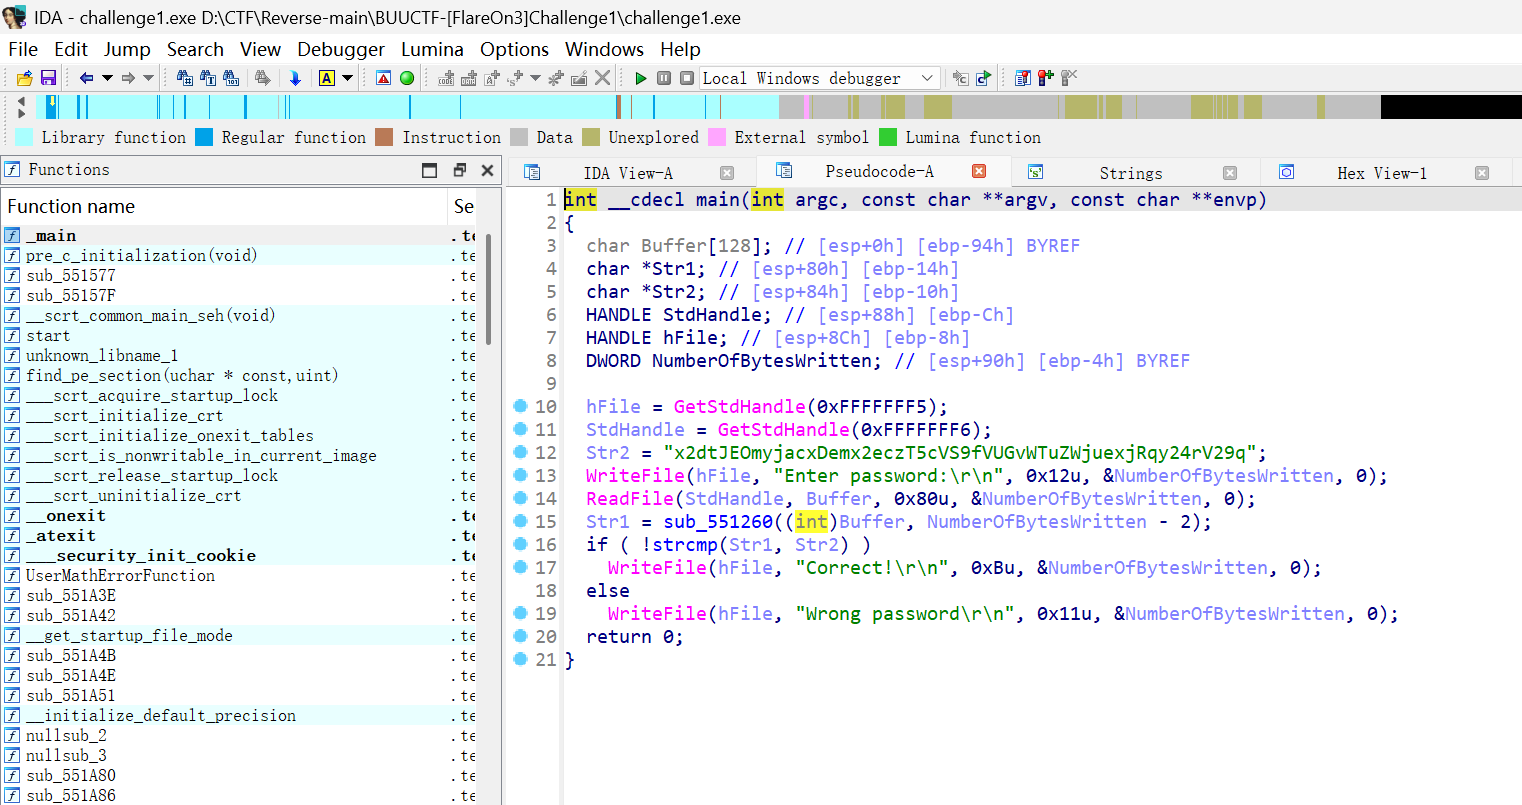 IDA - challenge1.exe D:\CTF\Reverse-main\BUUCTF-[FlareOn3]Challenge1\challenge1.exe
File Edit Jump Search View Debugger Lumina Options Windows Help
Local Windows debugger
Library function Regular function Instruction Data Unexplored External symbol Lumina function
Functions
Function name Se
_main .te
pre_c_initialization(void) .te
sub_551577 .te
sub_55157F .te
__scrt_common_main_seh(void) .te
start .te
unknown_libname_1 .te
find_pe_section(uchar * const,uint) .te
___scrt_acquire_startup_lock .te
___scrt_initialize_crt .te
___scrt_initialize_onexit_tables .te
___scrt_is_nonwritable_in_current_image .te
___scrt_release_startup_lock .te
___scrt_uninitialize_crt .te
__onexit .te
_atexit .te
___security_init_cookie .te
UserMathErrorFunction .te
sub_551A3E .te
sub_551A42 .te
__get_startup_file_mode .te
sub_551A4B .te
sub_551A4E .te
sub_551A51 .te
__initialize_default_precision .te
nullsub_2 .te
nullsub_3 .te
sub_551A80 .te
sub_551A86 .te
IDA View-A Pseudocode-A Strings Hex View-1
1 int __cdecl main(int argc, const char **argv, const char **envp)
2 {
3 char Buffer[128]; // [esp+0h] [ebp-94h] BYREF
4 char *Str1; // [esp+80h] [ebp-14h]
5 char *Str2; // [esp+84h] [ebp-10h]
6 HANDLE StdHandle; // [esp+88h] [ebp-Ch]
7 HANDLE hFile; // [esp+8Ch] [ebp-8h]
8 DWORD NumberOfBytesWritten; // [esp+90h] [ebp-4h] BYREF
9
10 hFile = GetStdHandle(0xFFFFFFF5);
11 StdHandle = GetStdHandle(0xFFFFFFF6);
12 Str2 = "x2dtJEOmyjacxDemx2eczT5cVS9fVUGvWTuZWjuexjRqy24rV29q";
13 WriteFile(hFile, "Enter password:\r\n", 0x12u, &NumberOfBytesWritten, 0);
14 ReadFile(StdHandle, Buffer, 0x80u, &NumberOfBytesWritten, 0);
15 Str1 = sub_551260((int)Buffer, NumberOfBytesWritten - 2);
16 if ( !strcmp(Str1, Str2) )
17 WriteFile(hFile, "Correct!\r\n", 0xBu, &NumberOfBytesWritten, 0);
18 else
19 WriteFile(hFile, "Wrong password\r\n", 0x11u, &NumberOfBytesWritten, 0);
20 return 0;
21 }